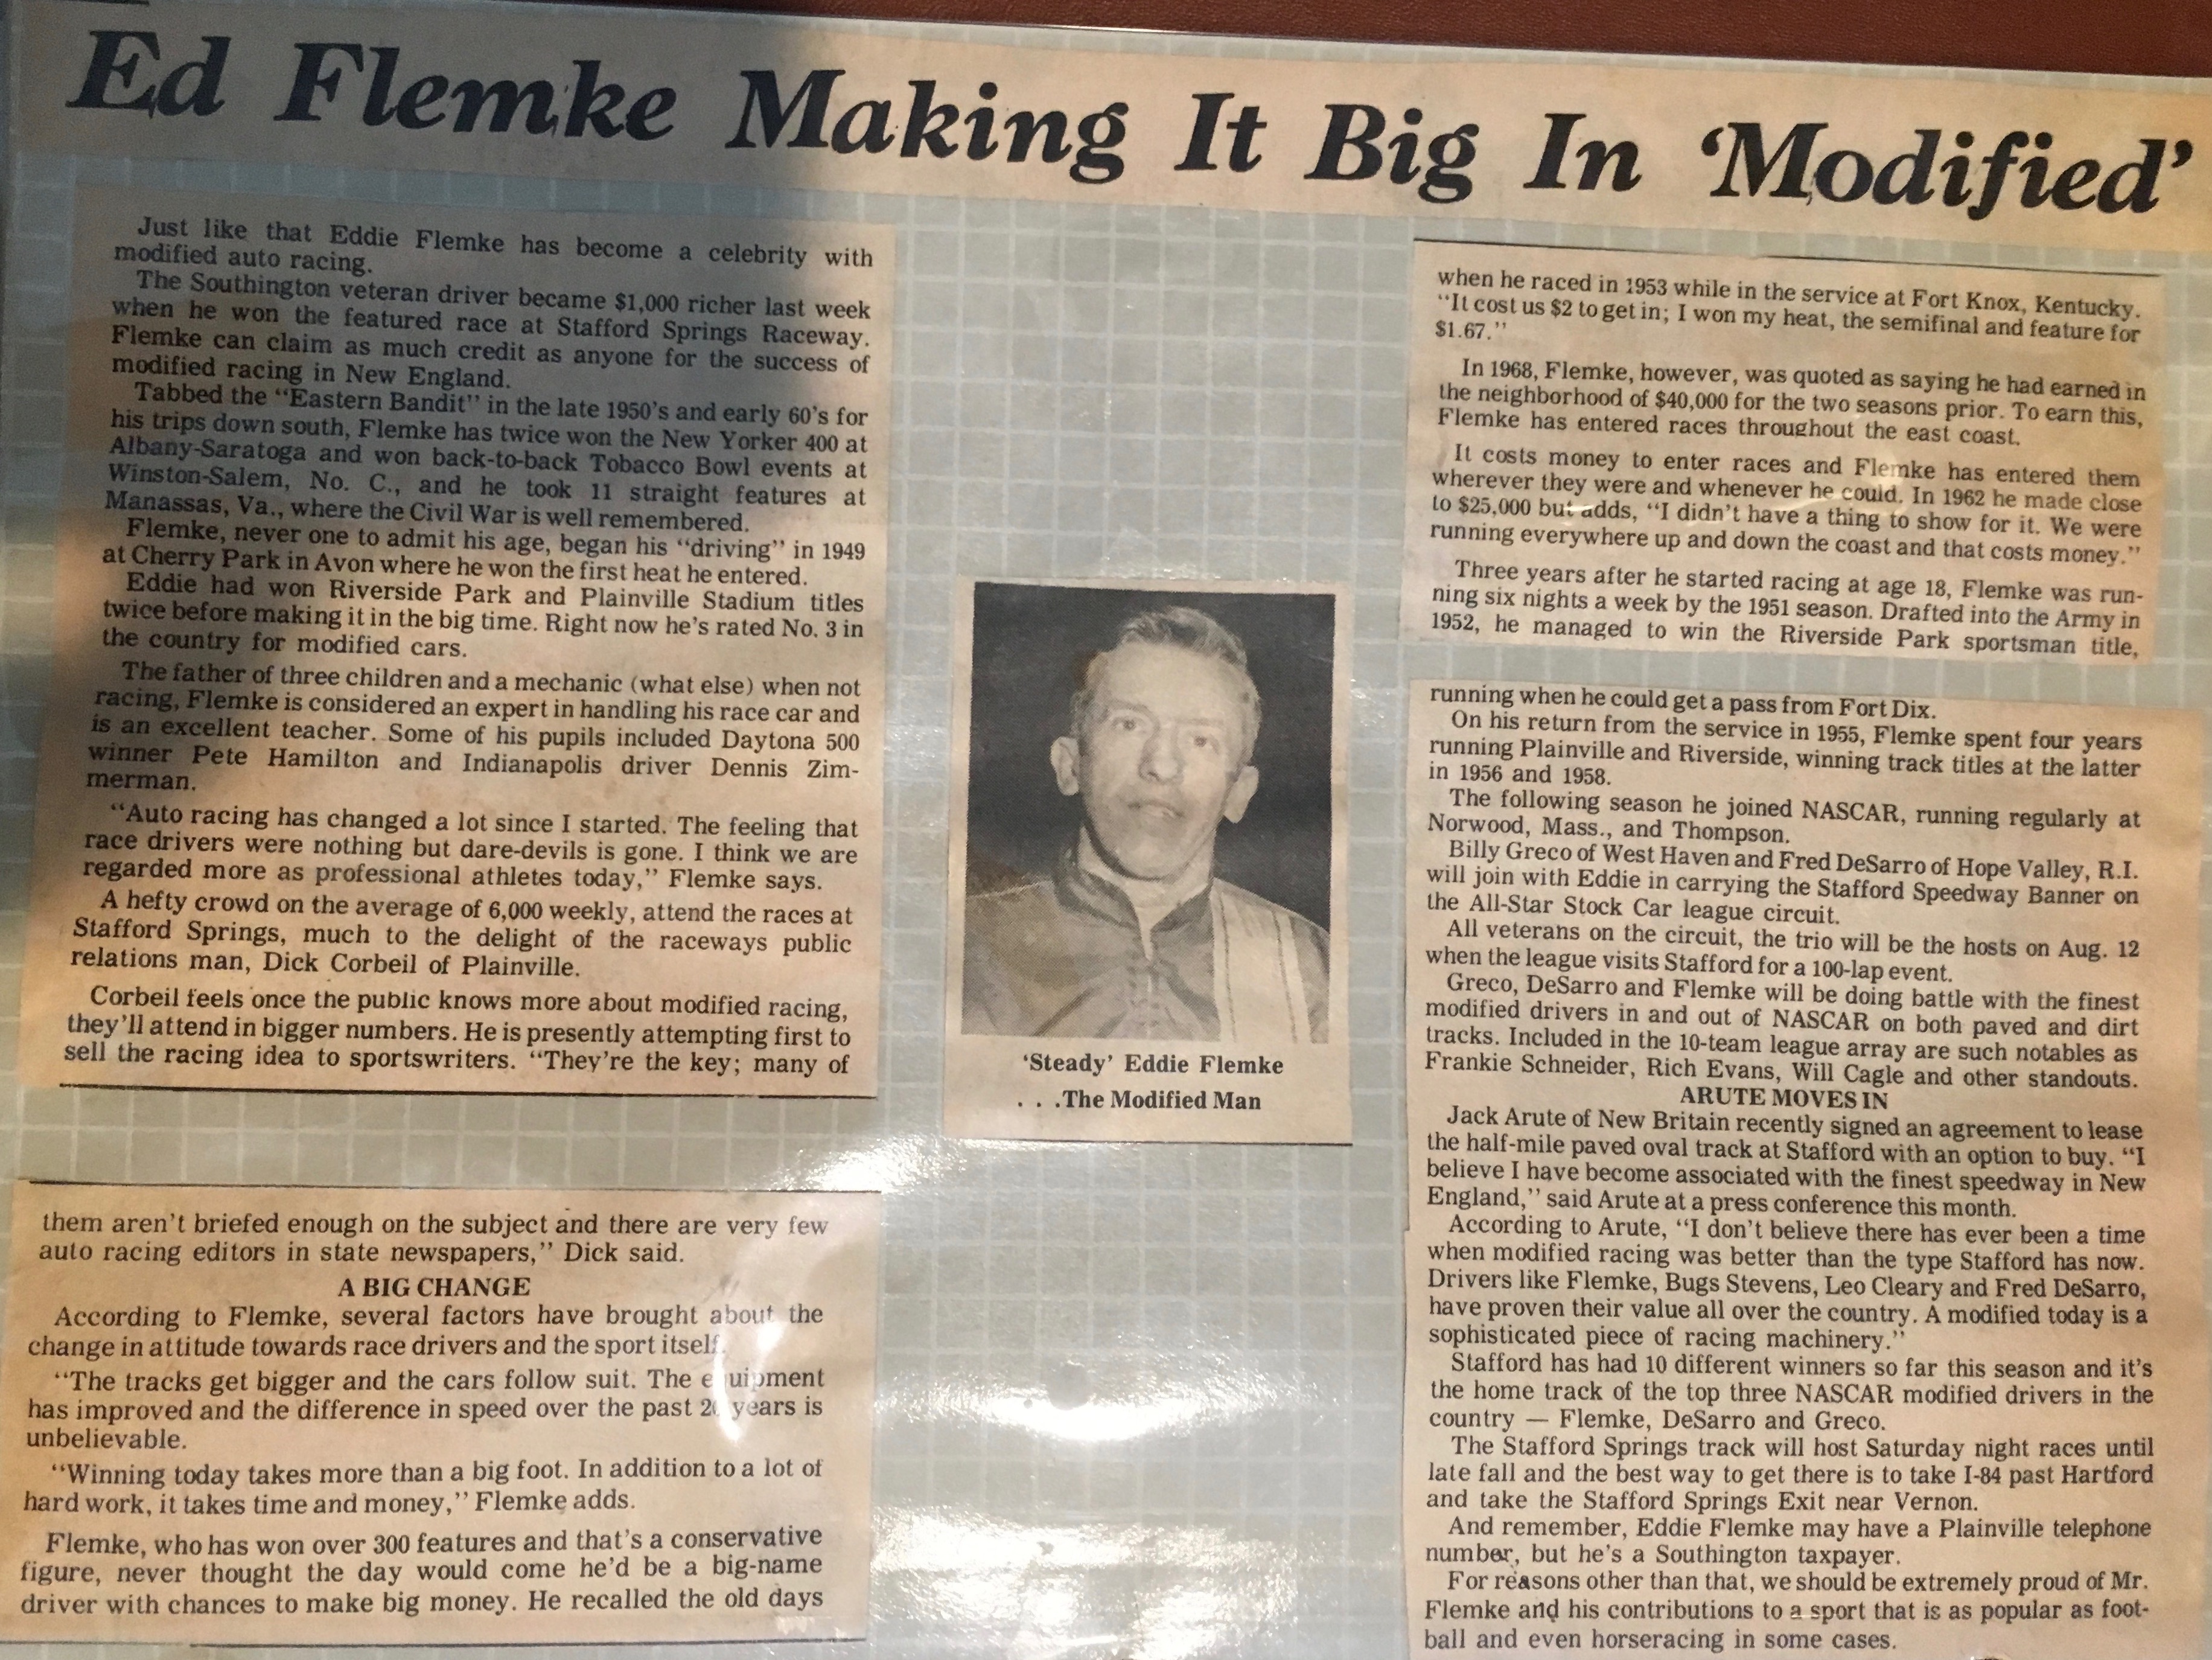 Ed Flemke Making It Big In ‘Modified’
Just like that Eddie Flemke has become a celebrity with
modified auto racing.
The Southington veteran driver became $1,000 richer last week
when he won the featured race at Stafford Springs Raceway.
Flemke can claim as much credit as anyone for the success of
modified racing in New England.
Tabbed the "Eastern Bandit" in the late 1950's and early 60's for
his trips down south, Flemke has twice won the New Yorker 400 at
Albany-Saratoga and won back-to-back Tobacco Bowl events at
Winston-Salem, No. C., and he took 11 straight features at
Manassas, Va., where the Civil War is well remembered.
Flemke, never one to admit his age, began his "driving" in 1949
at Cherry Park in Avon where he won the first heat he entered.
Eddie had won Riverside Park and Plainville Stadium titles
twice before making it in the big time. Right now he's rated No. 3 in
the country for modified cars.
The father of three children and a mechanic (what else) when not
racing, Flemke is considered an expert in handling his race car and
is an excellent teacher. Some of his pupils included Daytona 500
winner Pete Hamilton and Indianapolis driver Dennis Zim-
merman.
"Auto racing has changed a lot since I started. The feeling that
race drivers were nothing but dare-devils is gone. I think we are
regarded more as professional athletes today," Flemke says.
A hefty crowd on the average of 6,000 weekly, attend the races at
Stafford Springs, much to the delight of the raceways public
relations man, Dick Corbeil of Plainville.
Corbeil feels once the public knows more about modified racing,
they'll attend in bigger numbers. He is presently attempting first to
sell the racing idea to sportswriters. "They're the key; many of
them aren't briefed enough on the subject and there are very few
auto racing editors in state newspapers," Dick said.
A BIG CHANGE
According to Flemke, several factors have brought about the
change in attitude towards race drivers and the sport itself.
"The tracks get bigger and the cars follow suit. The equipment
has improved and the difference in speed over the past 20 years is
unbelievable.
"Winning today takes more than a big foot. In addition to a lot of
hard work, it takes time and money," Flemke adds.
Flemke, who has won over 300 features and that's a conservative
figure, never thought the day would come he'd be a big-name
driver with chances to make big money. He recalled the old days
‘Steady’ Eddie Flemke
. . .The Modified Man
when he raced in 1953 while in the service at Fort Knox, Kentucky.
"It cost us $2 to get in; I won my heat, the semifinal and feature for
$1.67."
In 1968, Flemke, however, was quoted as saying he had earned in
the neighborhood of $40,000 for the two seasons prior. To earn this,
Flemke has entered races throughout the east coast.
It costs money to enter races and Flemke has entered them
wherever they were and whenever he could. In 1962 he made close
to $25,000 but adds, "I didn't have a thing to show for it. We were
running everywhere up and down the coast and that costs money."
Three years after he started racing at age 18, Flemke was run-
ning six nights a week by the 1951 season. Drafted into the Army in
1952, he managed to win the Riverside Park sportsman title,
running when he could get a pass from Fort Dix.
On his return from the service in 1955, Flemke spent four years
running Plainville and Riverside, winning track titles at the latter
in 1956 and 1958.
The following season he joined NASCAR, running regularly at
Norwood, Mass., and Thompson.
Billy Greco of West Haven and Fred DeSarro of Hope Valley, R.I.
will join with Eddie in carrying the Stafford Speedway Banner on
the All-Star Stock Car league circuit.
All veterans on the circuit, the trio will be the hosts on Aug. 12
when the league visits Stafford for a 100-lap event.
Greco, DeSarro and Flemke will be doing battle with the finest
modified drivers in and out of NASCAR on both paved and dirt
tracks. Included in the 10-team league array are such notables as
Frankie Schneider, Rich Evans, Will Cagle and other standouts.
ARUTE MOVES IN
Jack Arute of New Britain recently signed an agreement to lease
the half-mile paved oval track at Stafford with an option to buy. "I
believe I have become associated with the finest speedway in New
England," said Arute at a press conference this month.
According to Arute, "I don't believe there has ever been a time
when modified racing was better than the type Stafford has now.
Drivers like Flemke, Bugs Stevens, Leo Cleary and Fred DeSarro,
have proven their value all over the country. A modified today is a
sophisticated piece of racing machinery."
Stafford has had 10 different winners so far this season and it's
the home track of the top three NASCAR modified drivers in the
country — Flemke, DeSarro and Greco.
The Stafford Springs track will host Saturday night races until
late fall and the best way to get there is to take I-84 past Hartford
and take the Stafford Springs Exit near Vernon.
And remember, Eddie Flemke may have a Plainville telephone
number, but he's a Southington taxpayer.
For reasons other than that, we should be extremely proud of Mr.
Flemke and his contributions to a sport that is as popular as foot-
ball and even horseracing in some cases.